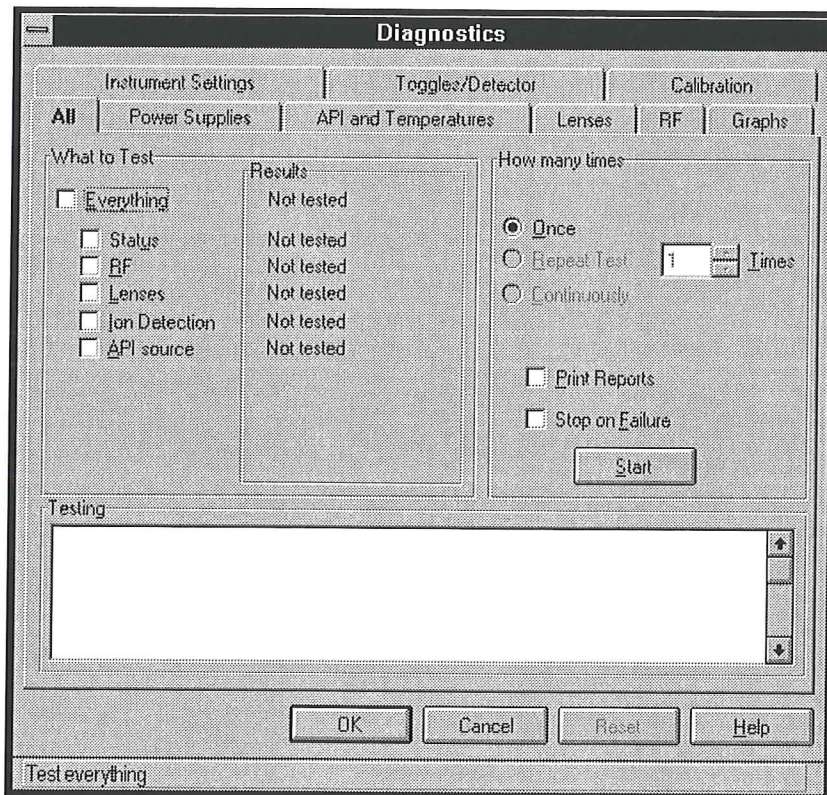 Diagnostics
Instrument Settings
Toggles/Detector
Calibration
All
Power Supplies
API and Temperatures
Lenses
RF
Graphs
What to Test
Results
Everything
Not tested
Status
Not tested
RF
Not tested
Lenses
Not tested
Ion Detection
Not tested
API source
Not tested
How many times
Once
Repeat Test
1
Times
Continuously
Print Reports
Stop on Failure
Start
Testing
OK
Cancel
Reset
Help
Test everything